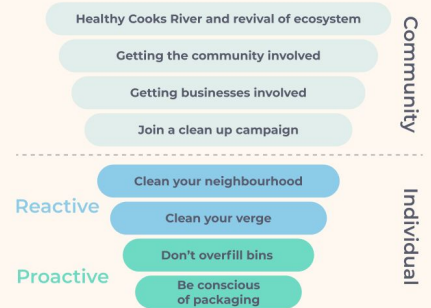 Healthy Cooks River and revival of ecosystem
Getting the community involved
Getting businesses involved
Join a clean up campaign
Community
Clean your neighbourhood
Reactive
Clean your verge
Individual
Don't overfill bins
Proactive
Be conscious
of packaging